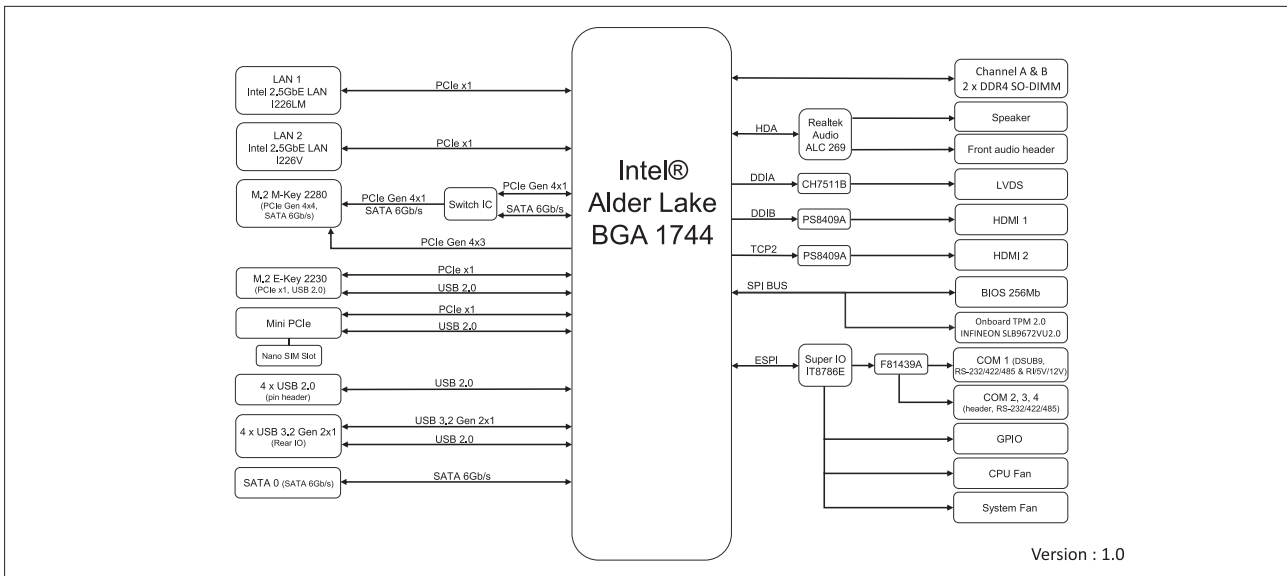 LAN 1
Intel 2.5GbE LAN
I226LM
PCIe x1
LAN 2
Intel 2.5GbE LAN
I226V
PCIe x1
M.2 M-Key 2280
(PCIe Gen 4x4,
SATA 6Gb/s)
PCIe Gen 4x1
SATA 6Gb/s
Switch IC
PCIe Gen 4x1
SATA 6Gb/s
PCIe Gen 4x3
M.2 E-Key 2230
(PCIe x1, USB 2.0)
PCIe x1
USB 2.0
Mini PCIe
PCIe x1
USB 2.0
Nano SIM Slot
4 x USB 2.0
(pin header)
USB 2.0
4 x USB 3.2 Gen 2x1
(Rear IO)
USB 3.2 Gen 2x1
USB 2.0
SATA 0 (SATA 6Gb/s)
SATA 6Gb/s
Intel®
Alder Lake
BGA 1744
Channel A & B
2 x DDR4 SO-DIMM
HDA
Realtek
Audio
ALC 269
Speaker
Front audio header
DDIA
CH7511B
LVDS
DDIB
PS8409A
HDMI 1
TCP2
PS8409A
HDMI 2
SPI BUS
BIOS 256Mb
Onboard TPM 2.0
INFINEON SLB9672VU2.0
ESPI
Super IO
IT8786E
F81439A
COM 1 (DSUB9,
RS-232/422/485 & RI/5V/12V)
COM 2, 3, 4
(header, RS-232/422/485)
GPIO
CPU Fan
System Fan
Version : 1.0